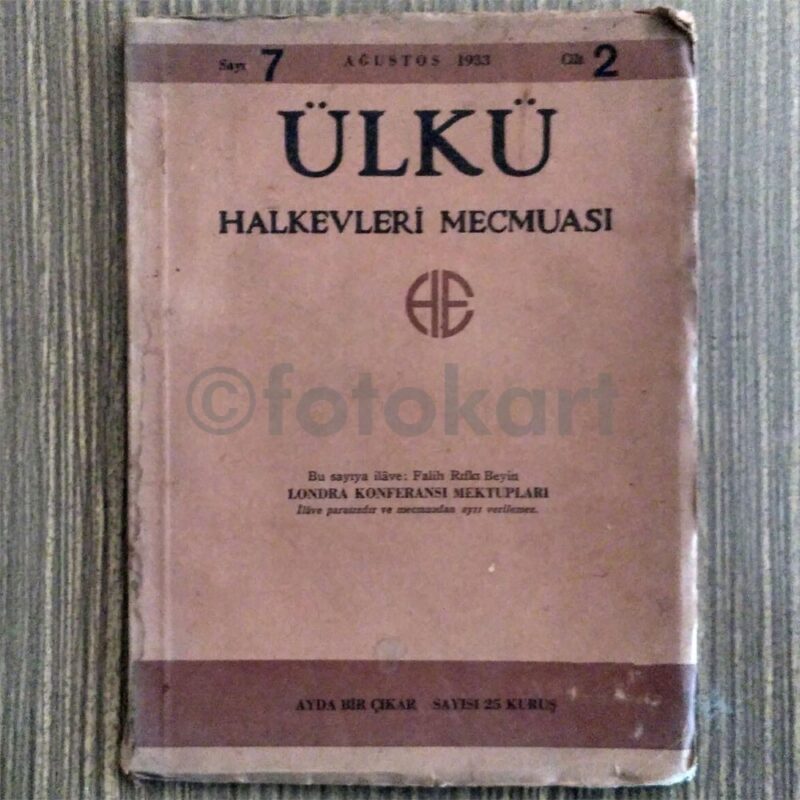 Sayı 7 AĞUSTOS 1933 Cilt 2
ÜLKÜ
HALKEVLERİ MECMUASI
HE
©fotokart
Bu sayıya ilâve: Falih Rıfkı Beyin
LONDRA KONFERANSI MEKTUPLARI
İlâve parasızdır ve mecmuadan ayrı verilemez.
AYDA BİR ÇIKAR SAYISI 25 KURUŞ